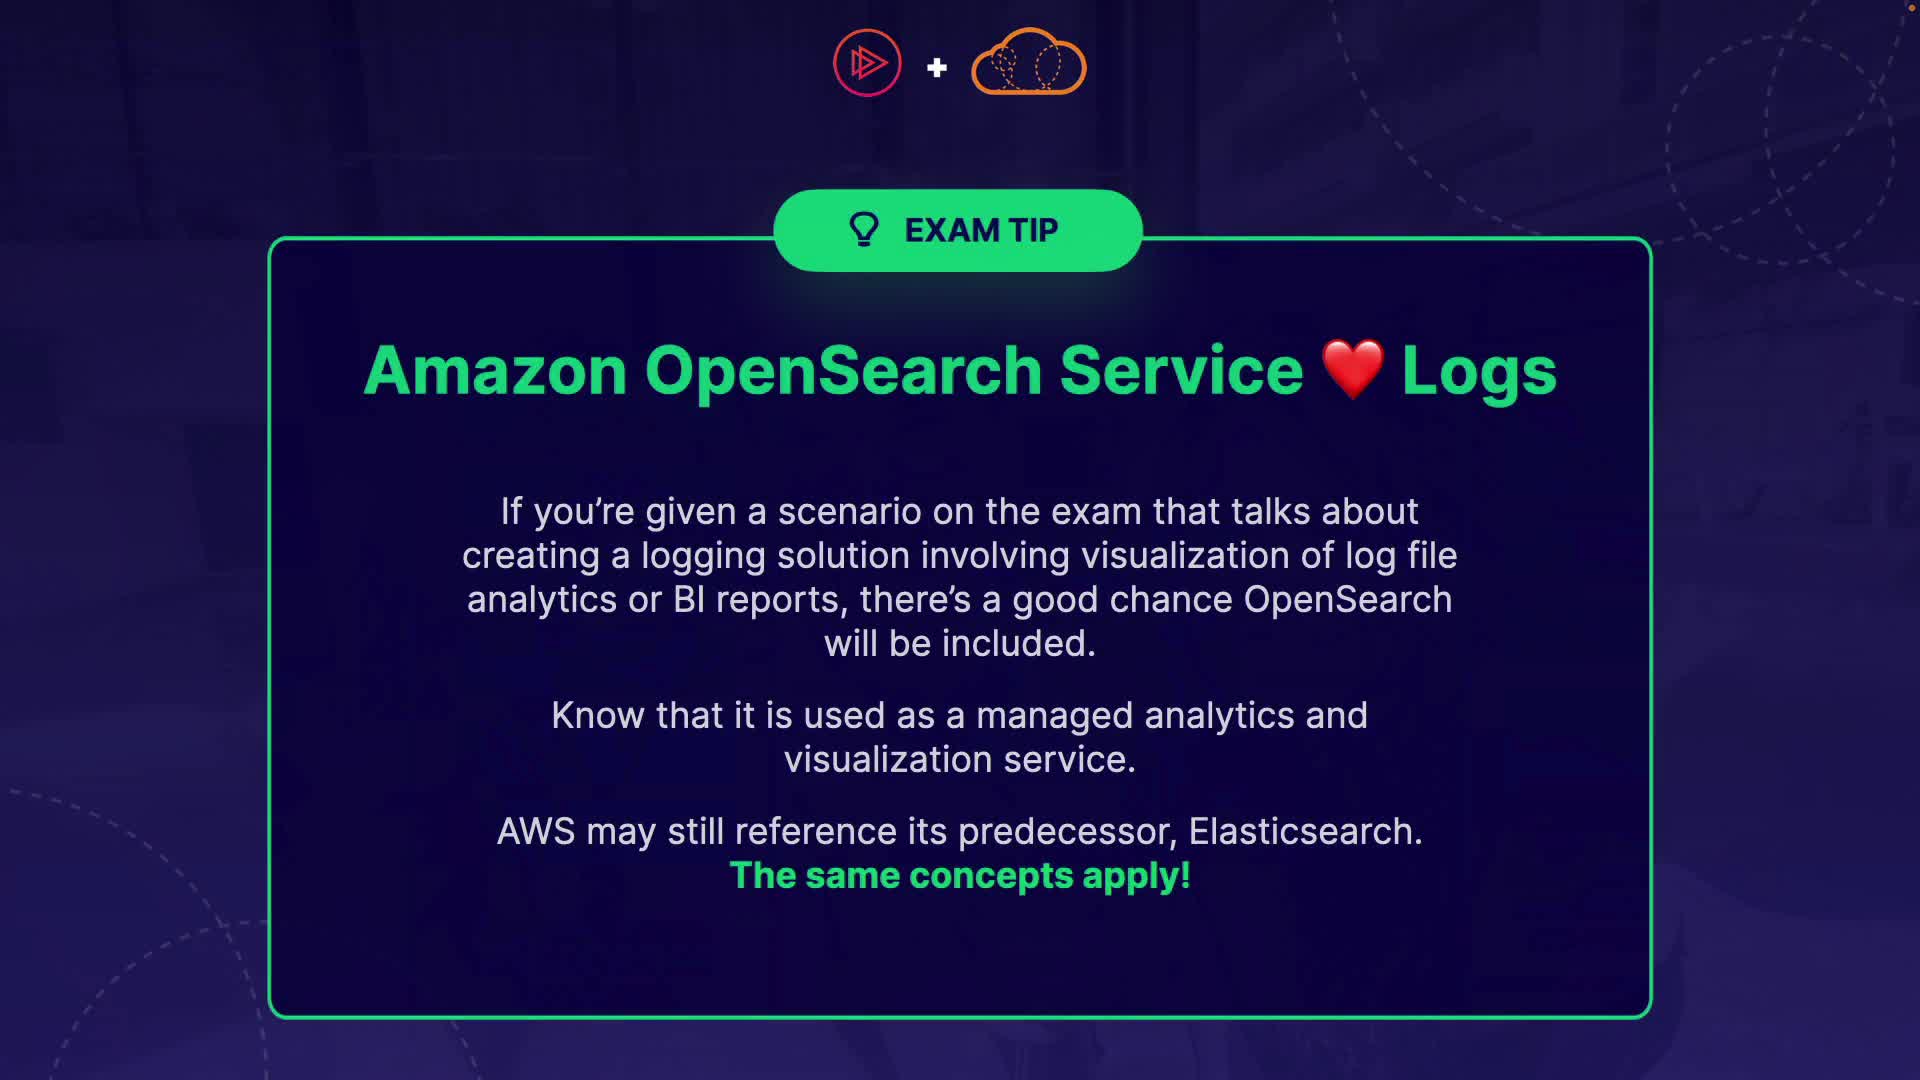 EXAM TIP
Amazon OpenSearch Service ❤️ Logs
If you’re given a scenario on the exam that talks about
creating a logging solution involving visualization of log file
analytics or BI reports, there’s a good chance OpenSearch
will be included.
Know that it is used as a managed analytics and
visualization service.
AWS may still reference its predecessor, Elasticsearch.
The same concepts apply!